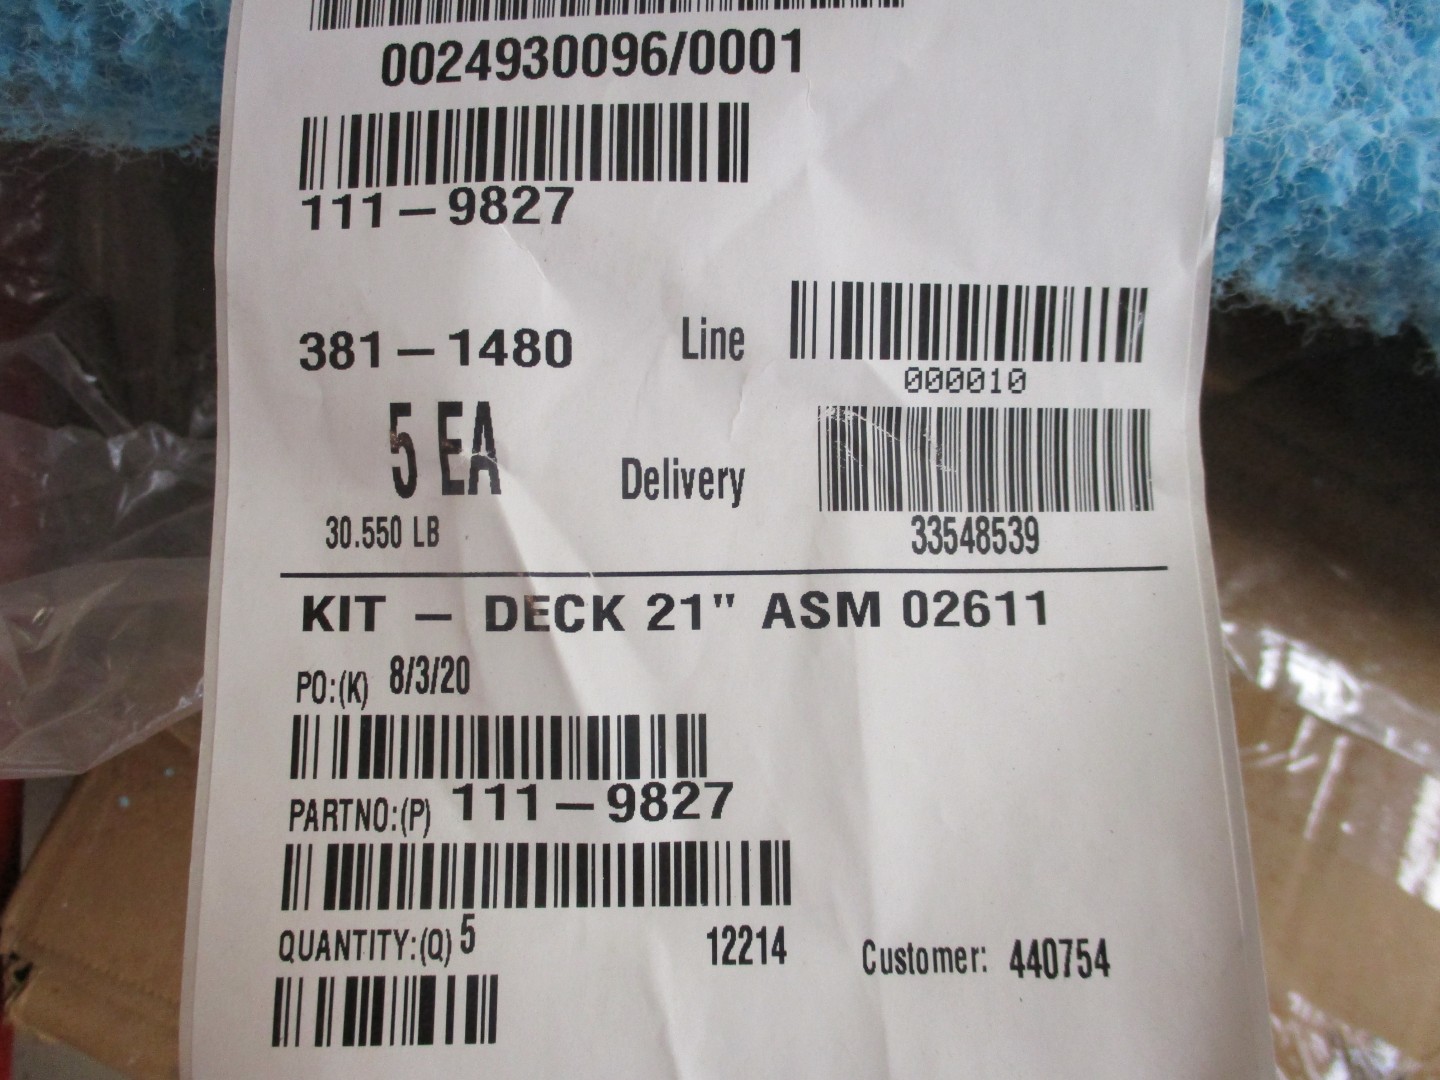 0024930096/0001
111-9827
381-1480 Line
000010
5 EA
Delivery
30.550 LB
33548539
KIT - DECK 21" ASM 02611
PO:(K) 8/3/20
PARTNO:(P) 111-9827
QUANTITY:(Q) 5 12214 Customer: 440754